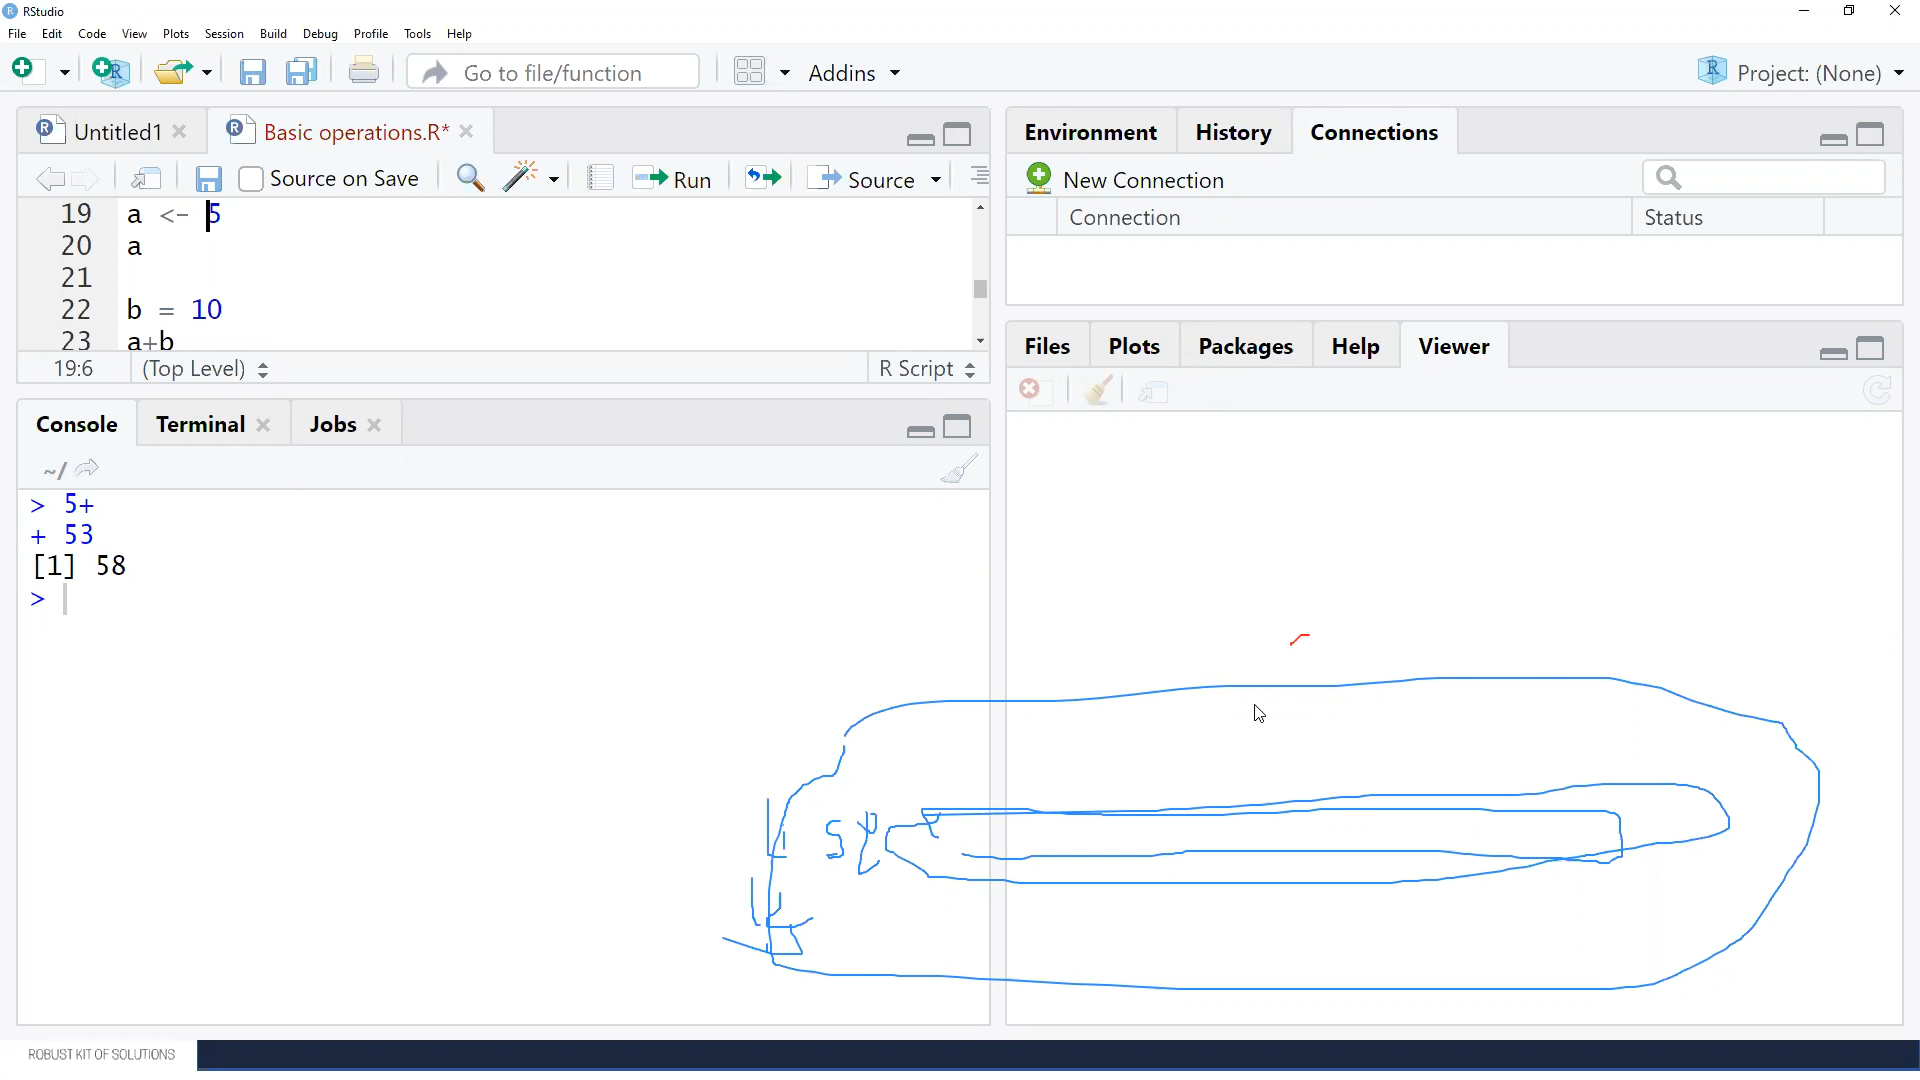 RStudio
File Edit Code View Plots Session Build Debug Profile Tools Help
Go to file/function Addins Project: (None)
Untitled1 Basic operations.R*
Source on Save Run Source
19 a <- 5
20 a
21
22 b = 10
23 a+b
19:6 (Top Level) R Script
Console Terminal Jobs
~/
> 5+
+ 53
[1] 58
>
Environment History Connections
New Connection
Connection Status
Files Plots Packages Help Viewer
ROBUST KIT OF SOLUTIONS